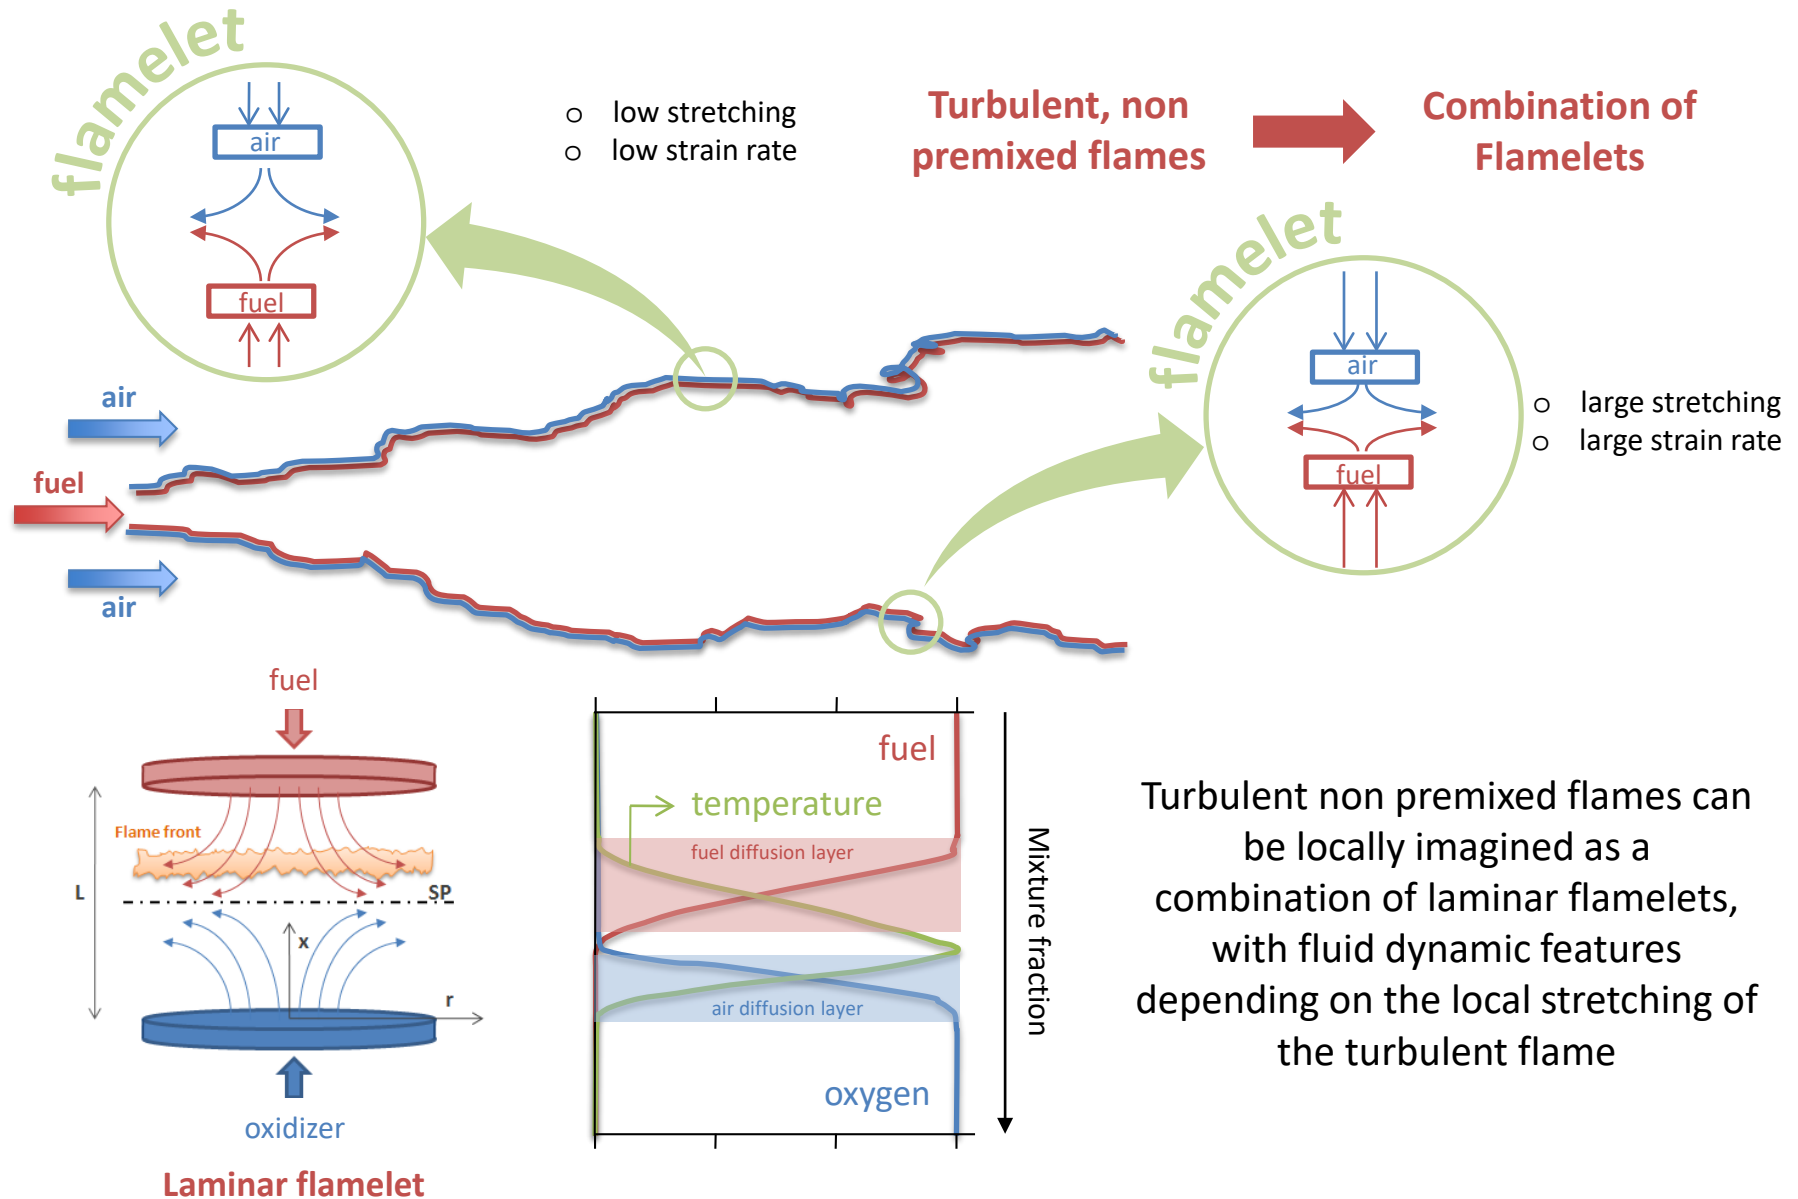 flamelet
air
fuel
o low stretching
o low strain rate
Turbulent, non
premixed flames
Combination of
Flamelets
flamelet
air
fuel
o large stretching
o large strain rate
air
fuel
air
fuel
Flame front
L
SP
x
r
oxidizer
Laminar flamelet
fuel
temperature
fuel diffusion layer
air diffusion layer
oxygen
Mixture fraction
Turbulent non premixed flames can
be locally imagined as a
combination of laminar flamelets,
with fluid dynamic features
depending on the local stretching of
the turbulent flame